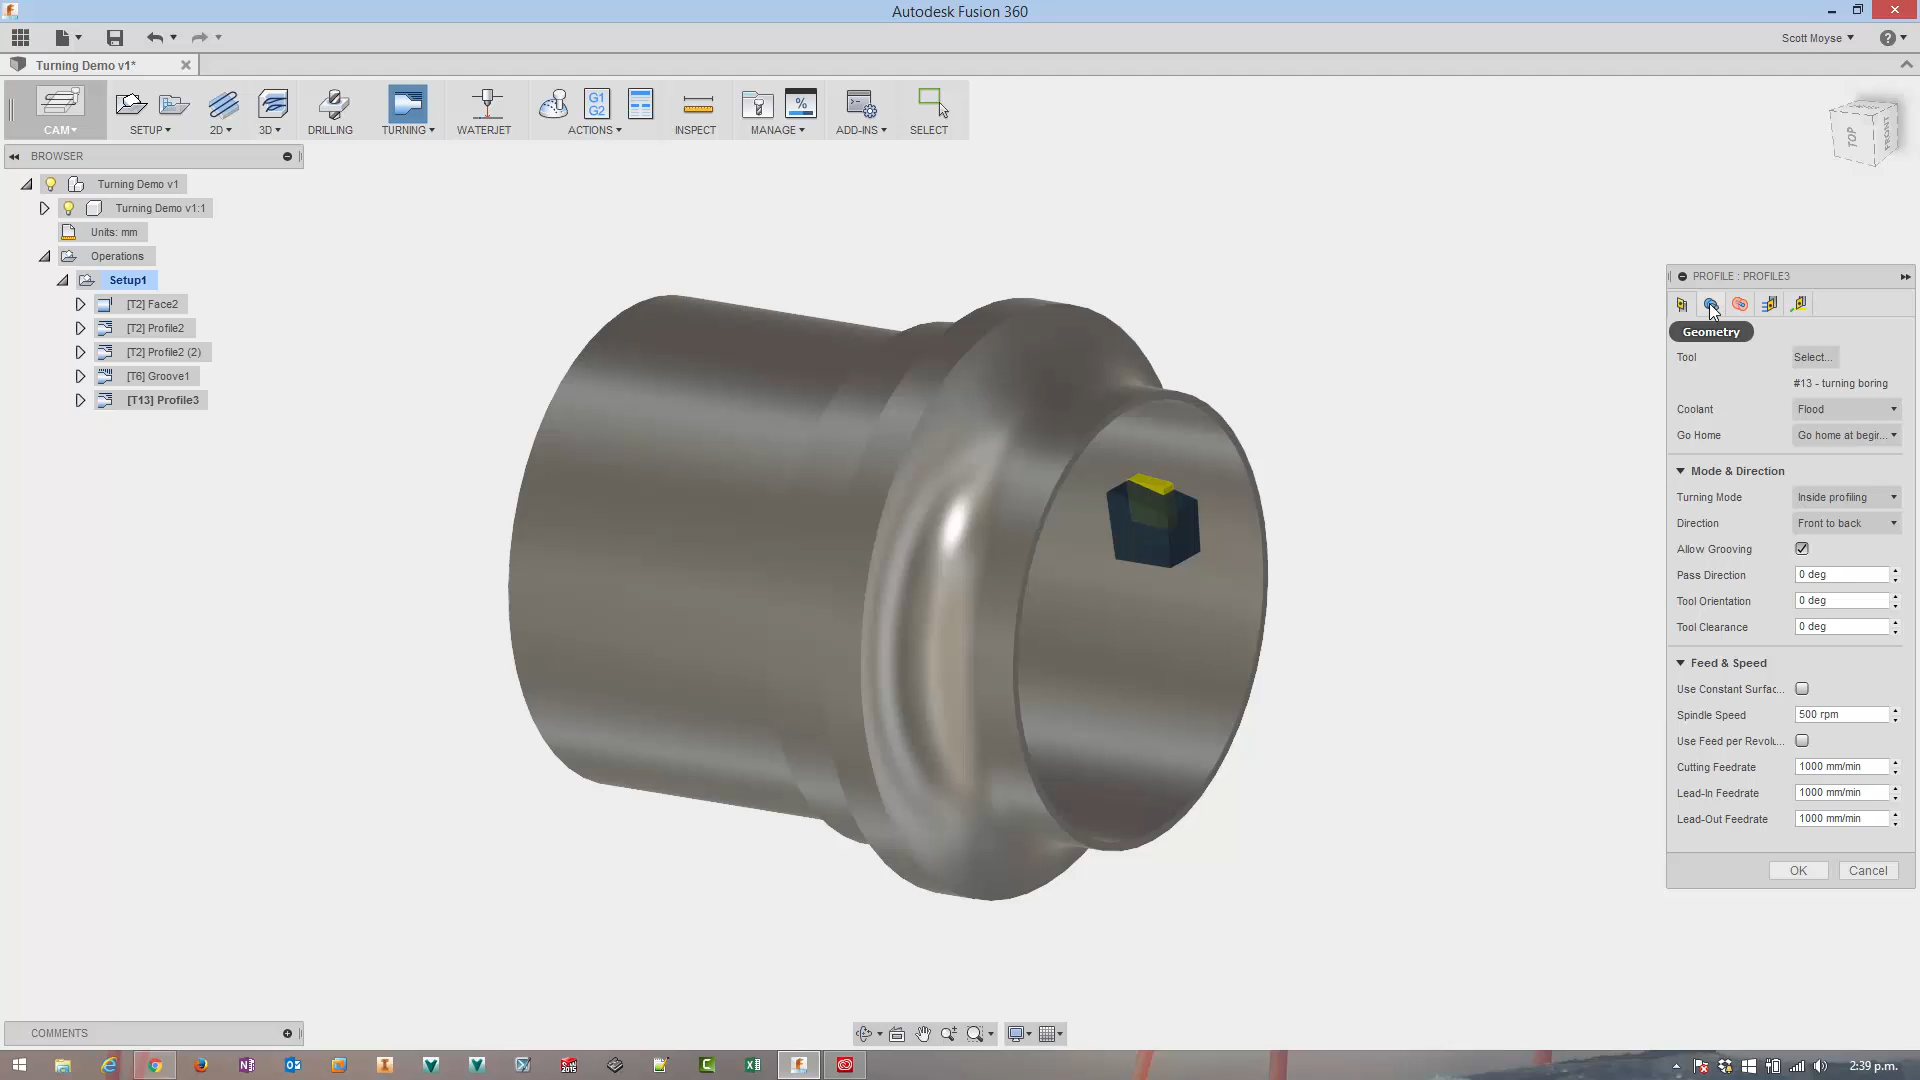 Autodesk Fusion 360
Scott Moyse
Turning Demo v1*
CAM
SETUP
2D
3D
DRILLING
TURNING
WATERJET
G1
G2
ACTIONS
INSPECT
%
MANAGE
ADD-INS
SELECT
TOP
FRONT
BROWSER
Turning Demo v1
Turning Demo v1:1
Units: mm
Operations
Setup1
[T2] Face2
[T2] Profile2
[T2] Profile2 (2)
[T6] Groove1
[T13] Profile3
PROFILE : PROFILE3
Geometry
Tool Select...
#13 - turning boring
Coolant Flood
Go Home Go home at begir...
Mode & Direction
Turning Mode Inside profiling
Direction Front to back
Allow Grooving
Pass Direction 0 deg
Tool Orientation 0 deg
Tool Clearance 0 deg
Feed & Speed
Use Constant Surfac...
Spindle Speed 500 rpm
Use Feed per Revolu...
Cutting Feedrate 1000 mm/min
Lead-In Feedrate 1000 mm/min
Lead-Out Feedrate 1000 mm/min
OK Cancel
COMMENTS
2:39 p.m.